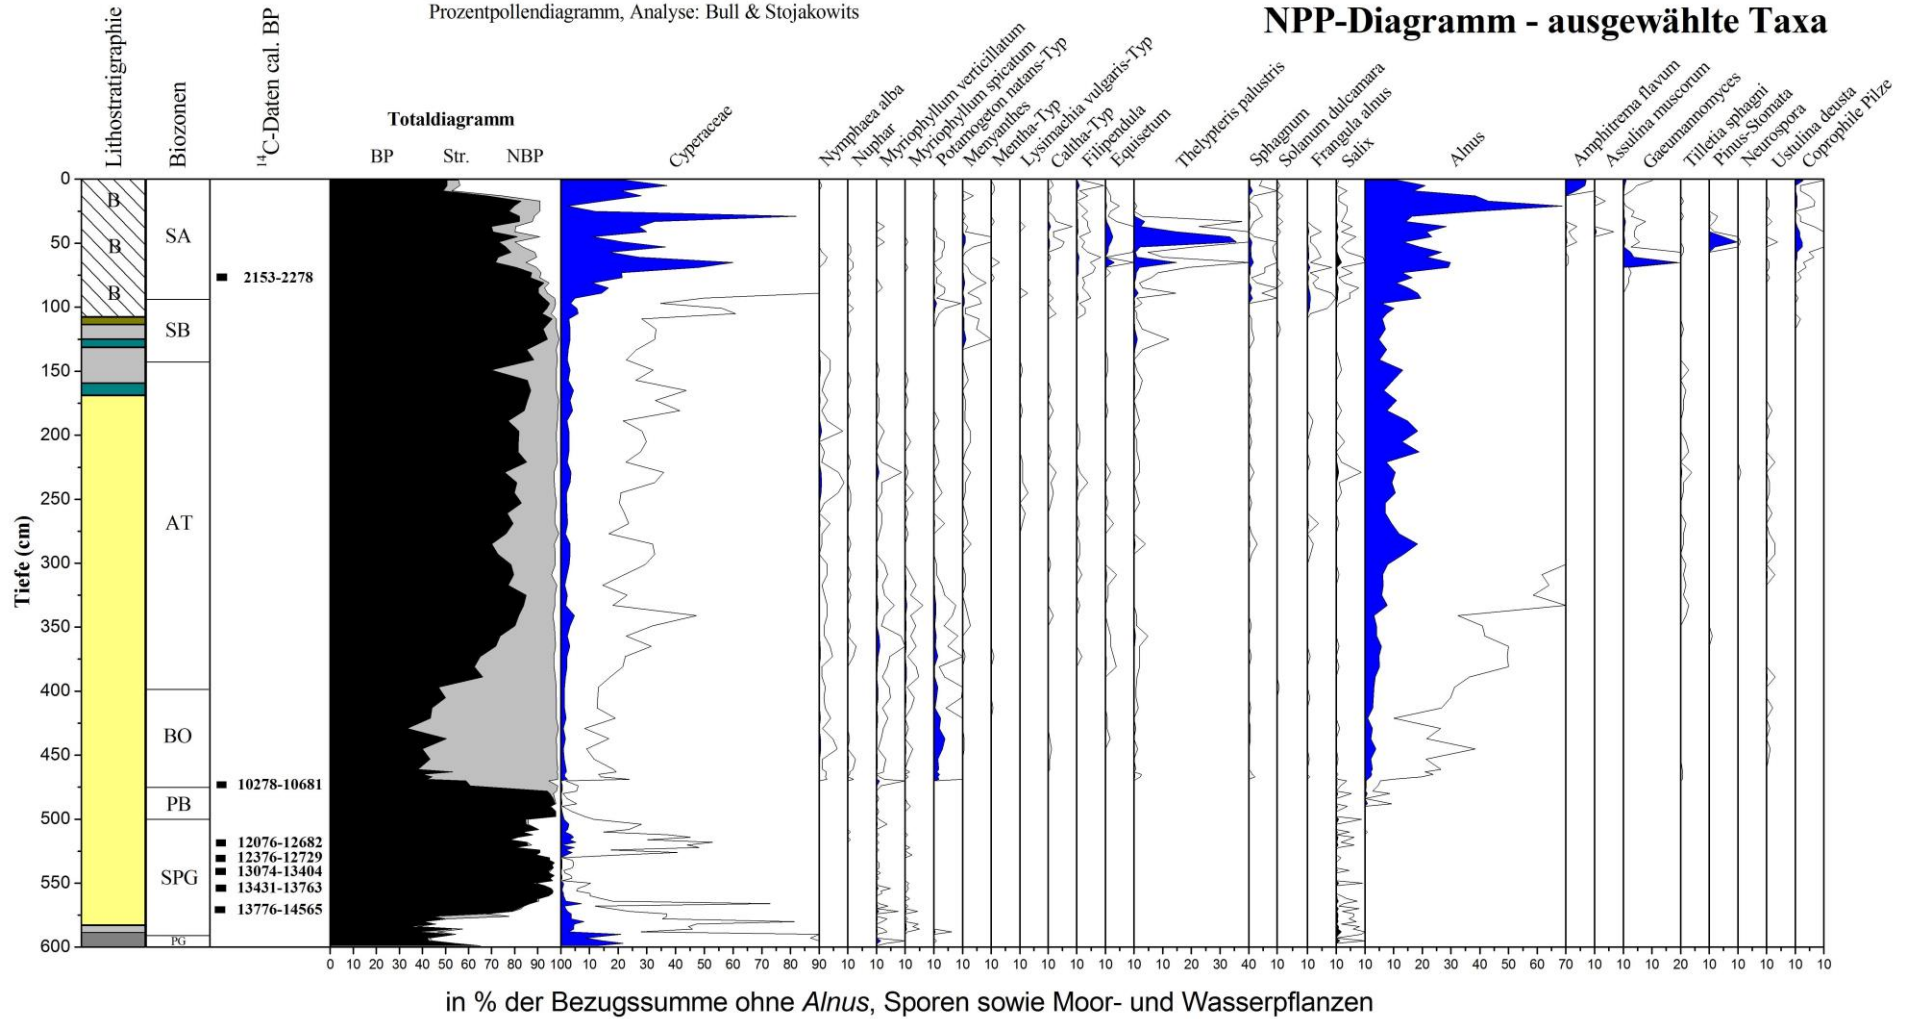 Prozentpollendiagramm, Analyse: Bull & Stojakowits
NPP-Diagramm - ausgewählte Taxa
Lithostratigraphie
Biozonen
¹⁴C-Daten cal. BP
Totaldiagramm
BP Str. NBP
Cyperaceae
Nymphaea alba
Nuphar
Myriophyllum verticillatum
Myriophyllum spicatum
Potamogeton natans-Typ
Menyanthes
Mentha-Typ
Lysimachia vulgaris-Typ
Caltha-Typ
Filipendula
Equisetum
Thelypteris palustris
Sphagnum
Solanum dulcamara
Frangula alnus
Salix
Alnus
Amphitrema flavum
Assulina muscorum
Gaeumannomyces
Tilletia sphagni
Pinus-Stomata
Neurospora
Ustulina deusta
Coprophile Pilze
Tiefe (cm)
0
50
100
150
200
250
300
350
400
450
500
550
600
B
B
B
SA
SB
AT
BO
PB
SPG
PG
2153-2278
10278-10681
12076-12682
12376-12729
13074-13404
13431-13763
13776-14565
0 10 20 30 40 50 60 70 80 90 100 10 20 30 40 50 60 70 80 90 10 10 10 10 10 10 10 10 10 10 10 10 20 30 40 10 10 10 10 10 20 30 40 50 60 70 10 10 10 20 10 10 10 10 10
in % der Bezugssumme ohne Alnus, Sporen sowie Moor- und Wasserpflanzen